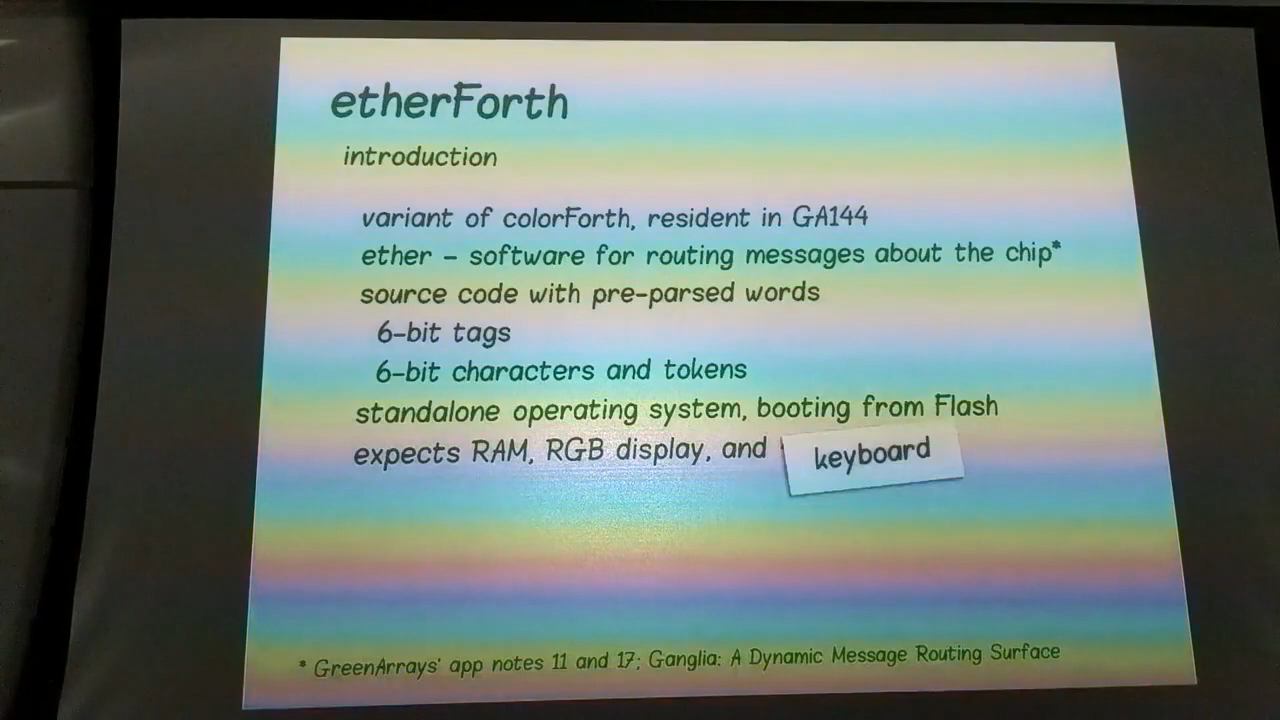 etherForth
introduction
variant of colorForth, resident in GA144
ether – software for routing messages about the chip*
source code with pre-parsed words
6-bit tags
6-bit characters and tokens
standalone operating system, booting from Flash
expects RAM, RGB display, and keyboard
* GreenArrays' app notes 11 and 17; Ganglia: A Dynamic Message Routing Surface